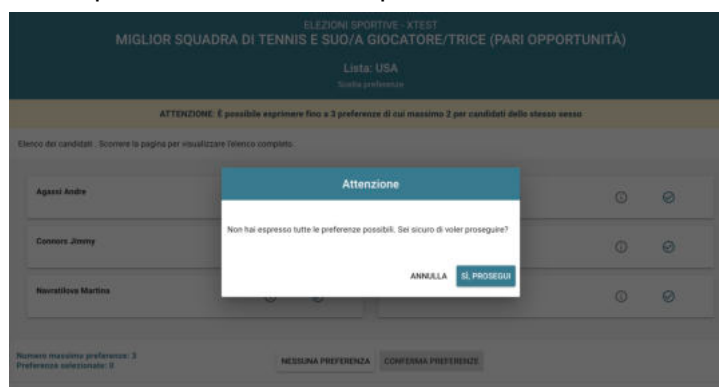 ELEZIONI SPORTIVE - XTEST
MIGLIOR SQUADRA DI TENNIS E SUO/A GIOCATORE/TRICE (PARI OPPORTUNITÀ)
Lista: USA
Scelta preferenze
ATTENZIONE: È possibile esprimere fino a 3 preferenze di cui massimo 2 per candidati dello stesso sesso
Elenco dei candidati . Scorrere la pagina per visualizzare l'elenco completo.
Agassi Andre
Connors Jimmy
Navratilova Martina
Attenzione
Non hai espresso tutte le preferenze possibili. Sei sicuro di voler proseguire?
ANNULLA SÌ, PROSEGUI
Numero massimo preferenze: 3
Preferenze selezionate: 0
NESSUNA PREFERENZA CONFERMA PREFERENZE